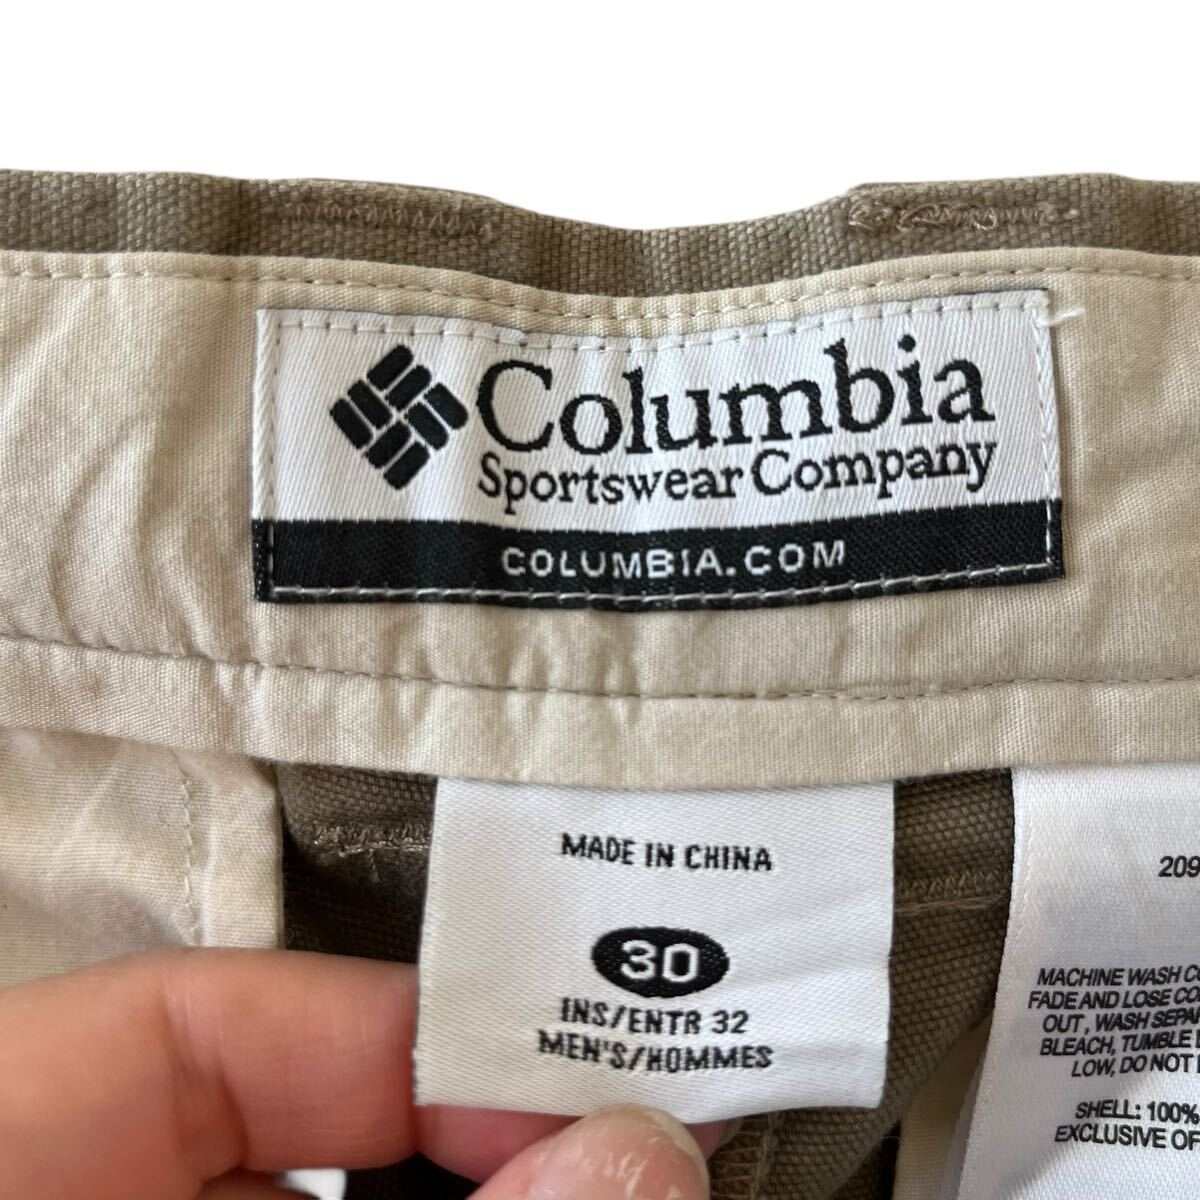 Columbia
Sportswear Company
COLUMBIA.COM
MADE IN CHINA
30
INS/ENTR 32
MEN'S/HOMMES
209
MACHINE WASH
FADE AND LOSE
OUT, WASH
BLEACH, TUMBLE
LOW, DO NOT
SHELL: 100%
EXCLUSIVE OF